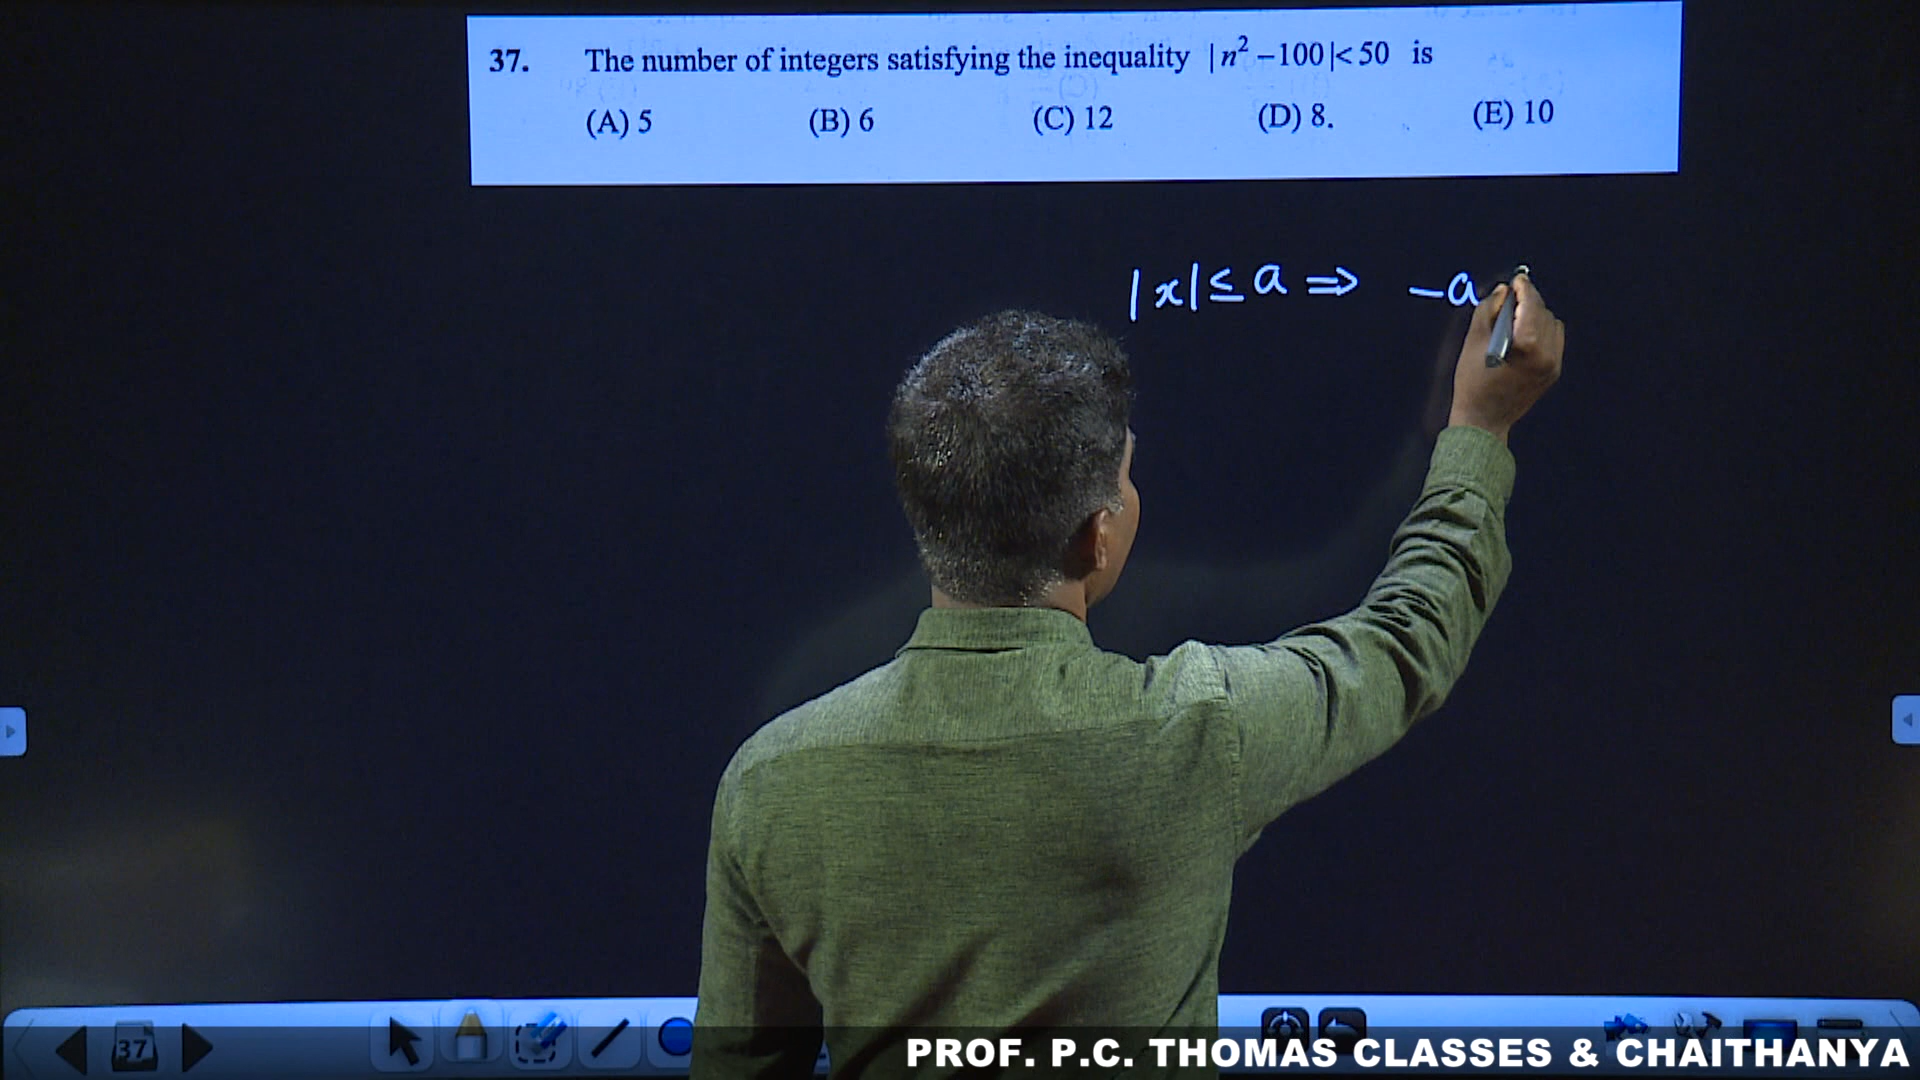 37. The number of integers satisfying the inequality |n² – 100| < 50 is
(A) 5 (B) 6 (C) 12 (D) 8. (E) 10
|x| ≤ a ⇒ –a
37
PROF. P.C. THOMAS CLASSES & CHAITHANYA